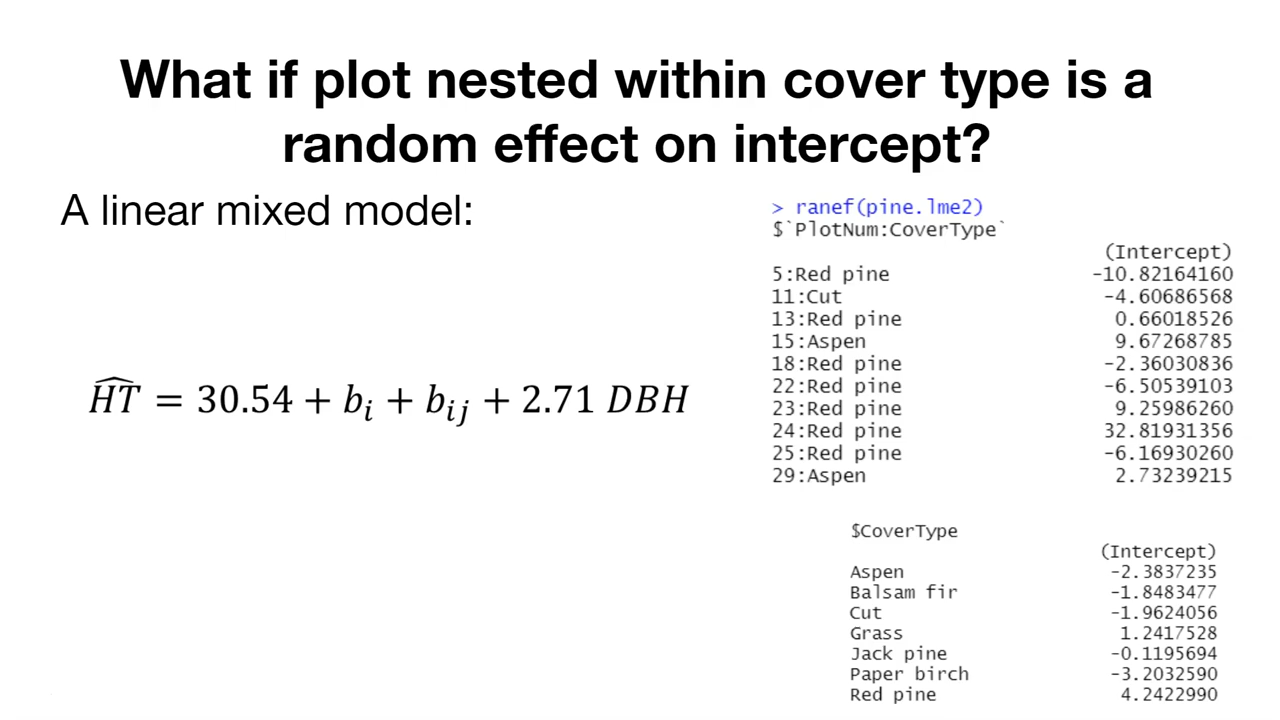 What if plot nested within cover type is a
random effect on intercept?
A linear mixed model:
\widehat{HT} = 30.54 + b_i + b_{ij} + 2.71 DBH
> ranef(pine.lme2)
$`PlotNum:CoverType`
(Intercept)
5:Red pine -10.82164160
11:Cut -4.60686568
13:Red pine 0.66018526
15:Aspen 9.67268785
18:Red pine -2.36030836
22:Red pine -6.50539103
23:Red pine 9.25986260
24:Red pine 32.81931356
25:Red pine -6.16930260
29:Aspen 2.73239215
$CoverType
(Intercept)
Aspen -2.3837235
Balsam fir -1.8483477
Cut -1.9624056
Grass 1.2417528
Jack pine -0.1195694
Paper birch -3.2032590
Red pine 4.2422990